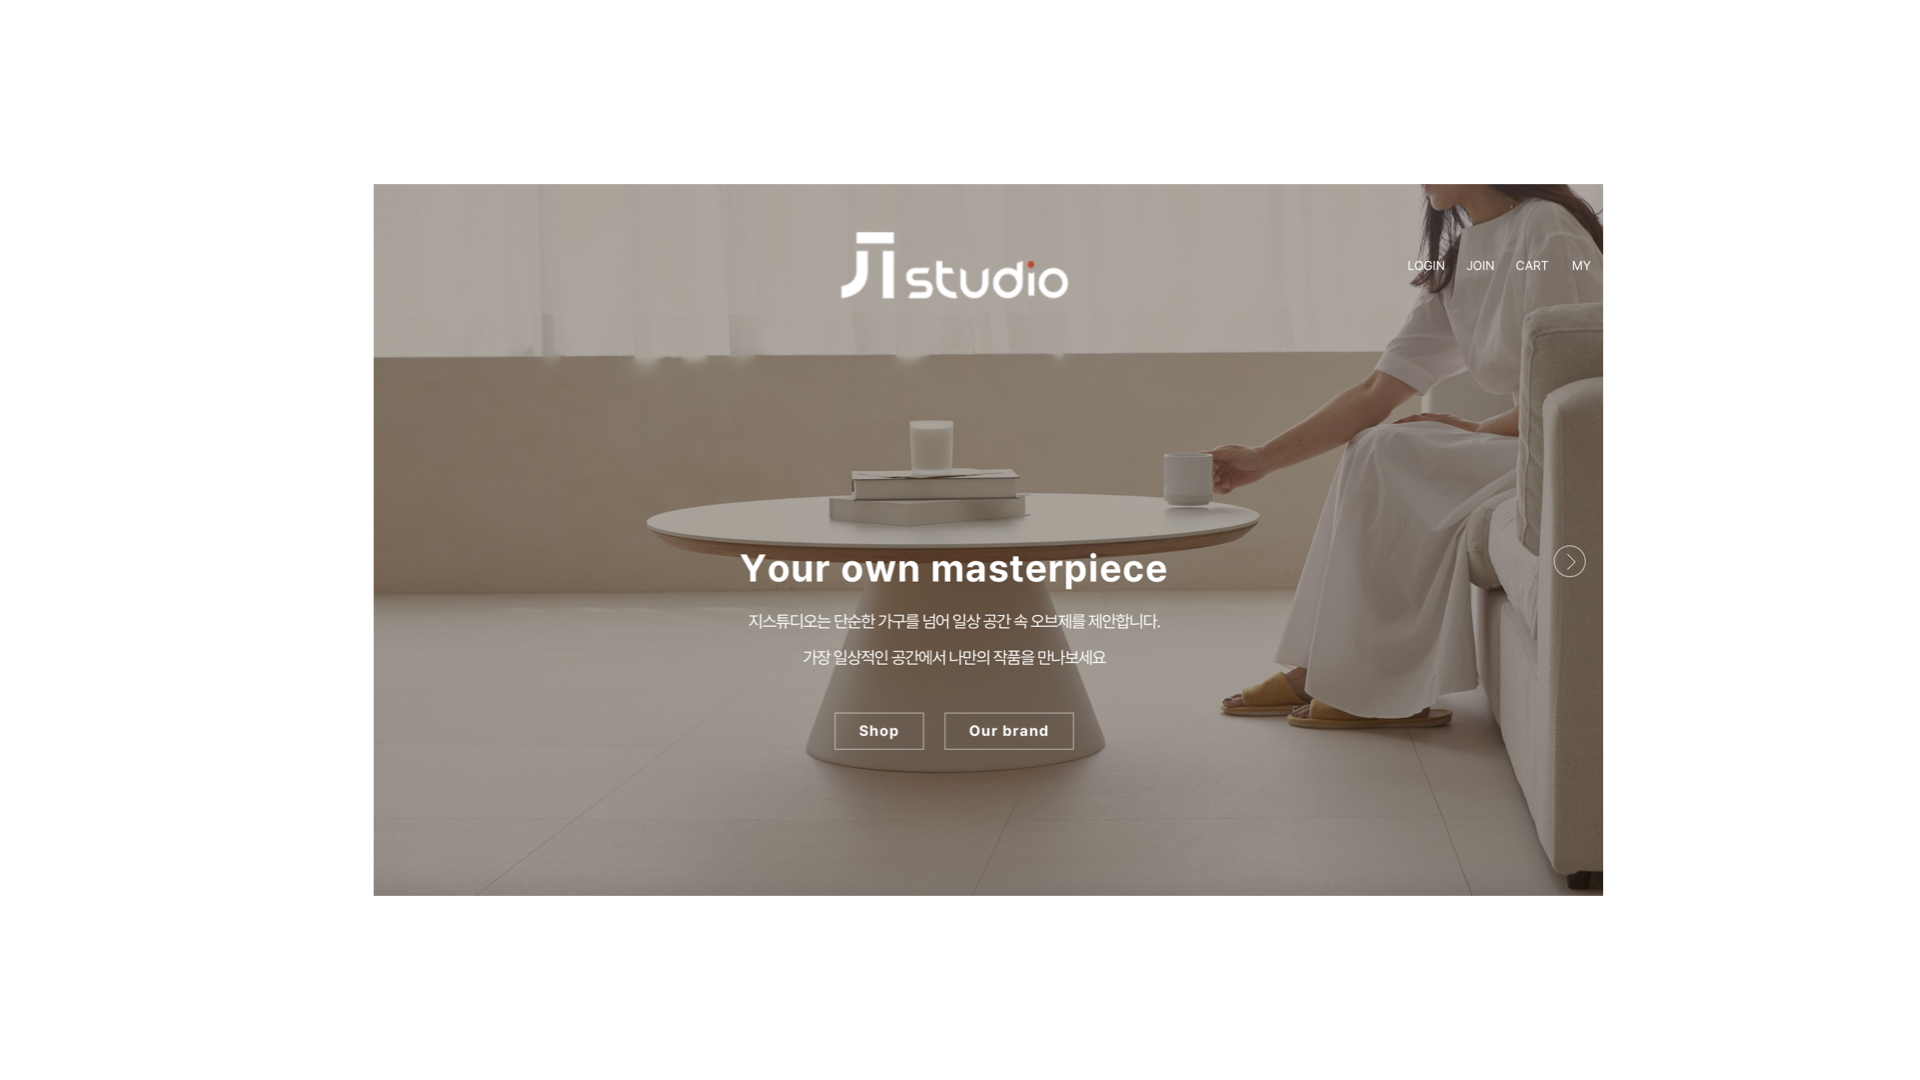 지 studio
LOGIN JOIN CART MY
Your own masterpiece
지스튜디오는 단순한 가구를 넘어 일상 공간 속 오브제를 제안합니다.
가장 일상적인 공간에서 나만의 작품을 만나보세요
Shop Our brand